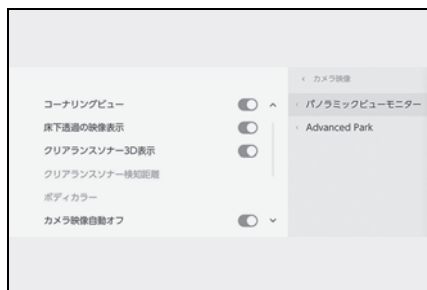 コーナリングビュー
床下透過の映像表示
クリアランスソナー3D表示
クリアランスソナー検知距離
ボディカラー
カメラ映像自動オフ
カメラ映像
パノラミックビューモニター
Advanced Park